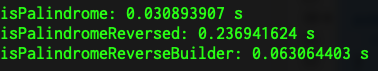 isPalindrome: 0.030893907 s
isPalindromeReversed: 0.236941624 s
isPalindromeReverseBuilder: 0.063064403 s